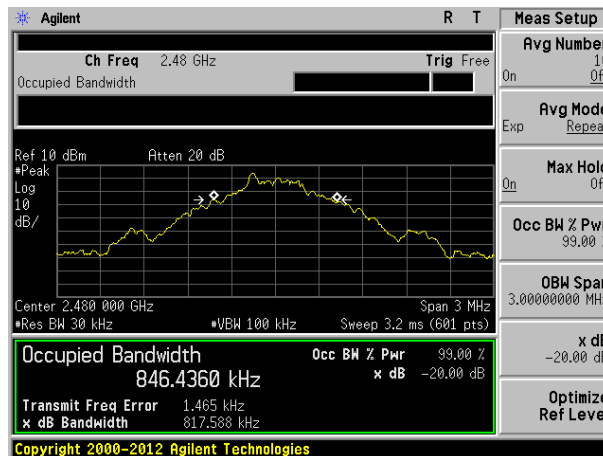 Agilent R T
Ch Freq 2.48 GHz Trig Free
Occupied Bandwidth
Ref 10 dBm Atten 20 dB
#Peak
Log
10
dB/
Center 2.480 000 GHz Span 3 MHz
#Res BW 30 kHz #VBW 100 kHz Sweep 3.2 ms (601 pts)
Occupied Bandwidth Occ BW % Pwr 99.00 %
846.4360 kHz x dB -20.00 dB
Transmit Freq Error 1.465 kHz
x dB Bandwidth 817.588 kHz
Copyright 2000-2012 Agilent Technologies
Meas Setup
Avg Number
On
Avg Mode
Exp Repea
Max Hold
On
Occ BW % Pwr
99.00
OBW Span
3.00000000 MH
x dB
-20.00 dB
Optimize
Ref Leve